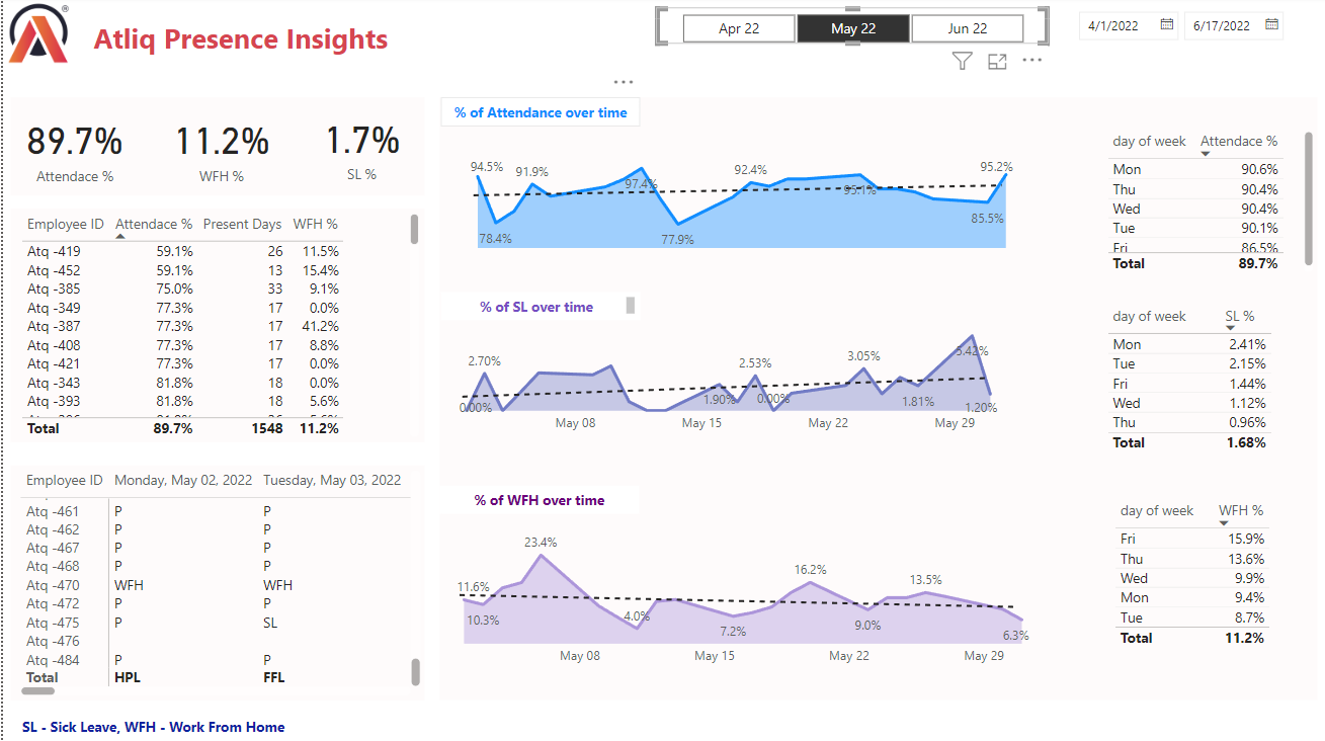 Atliq Presence Insights
Apr 22 May 22 Jun 22
4/1/2022 6/17/2022
89.7% 11.2% 1.7%
Attendace % WFH % SL %
Employee ID Attendace % Present Days WFH %
Atq -419 59.1% 26 11.5%
Atq -452 59.1% 13 15.4%
Atq -385 75.0% 33 9.1%
Atq -349 77.3% 17 0.0%
Atq -387 77.3% 17 41.2%
Atq -408 77.3% 17 8.8%
Atq -421 77.3% 17 0.0%
Atq -343 81.8% 18 0.0%
Atq -393 81.8% 18 5.6%
Total 89.7% 1548 11.2%
Employee ID Monday, May 02, 2022 Tuesday, May 03, 2022
Atq -461 P P
Atq -462 P P
Atq -467 P P
Atq -468 P P
Atq -470 WFH WFH
Atq -472 P P
Atq -475 P SL
Atq -476
Atq -484 P P
Total HPL FFL
SL - Sick Leave, WFH - Work From Home
% of Attendance over time
94.5% 91.9% 97.4% 92.4% 95.1% 95.2%
78.4% 77.9% 85.5%
% of SL over time
2.70% 2.53% 3.05% 5.42%
0.00% 1.90% 0.00% 1.81% 1.20%
May 08 May 15 May 22 May 29
% of WFH over time
11.6% 23.4% 16.2% 13.5%
10.3% 4.0% 7.2% 9.0% 6.3%
May 08 May 15 May 22 May 29
day of week Attendace %
Mon 90.6%
Thu 90.4%
Wed 90.4%
Tue 90.1%
Fri 86.5%
Total 89.7%
day of week SL %
Mon 2.41%
Tue 2.15%
Fri 1.44%
Wed 1.12%
Thu 0.96%
Total 1.68%
day of week WFH %
Fri 15.9%
Thu 13.6%
Wed 9.9%
Mon 9.4%
Tue 8.7%
Total 11.2%